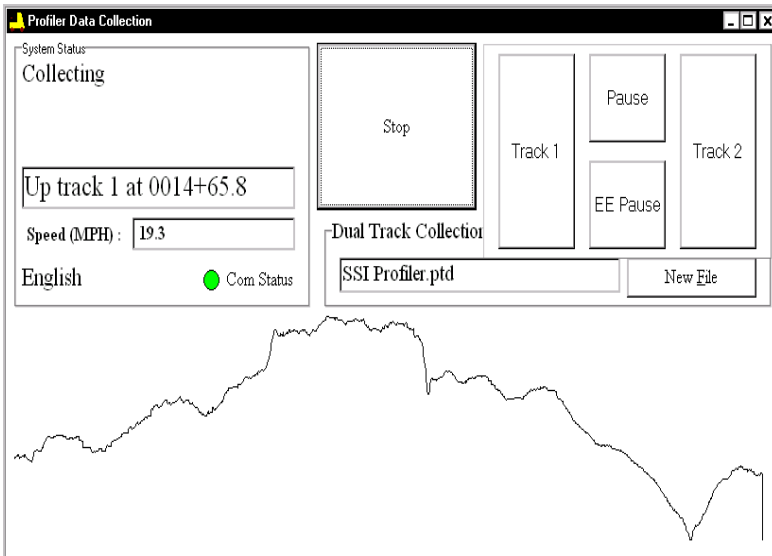 Profiler Data Collection
System Status
Collecting
Up track 1 at 0014+65.8
Speed (MPH) : 19.3
English
Com Status
Stop
Track 1
Pause
EE Pause
Track 2
Dual Track Collection
SSI Profiler.ptd
New File